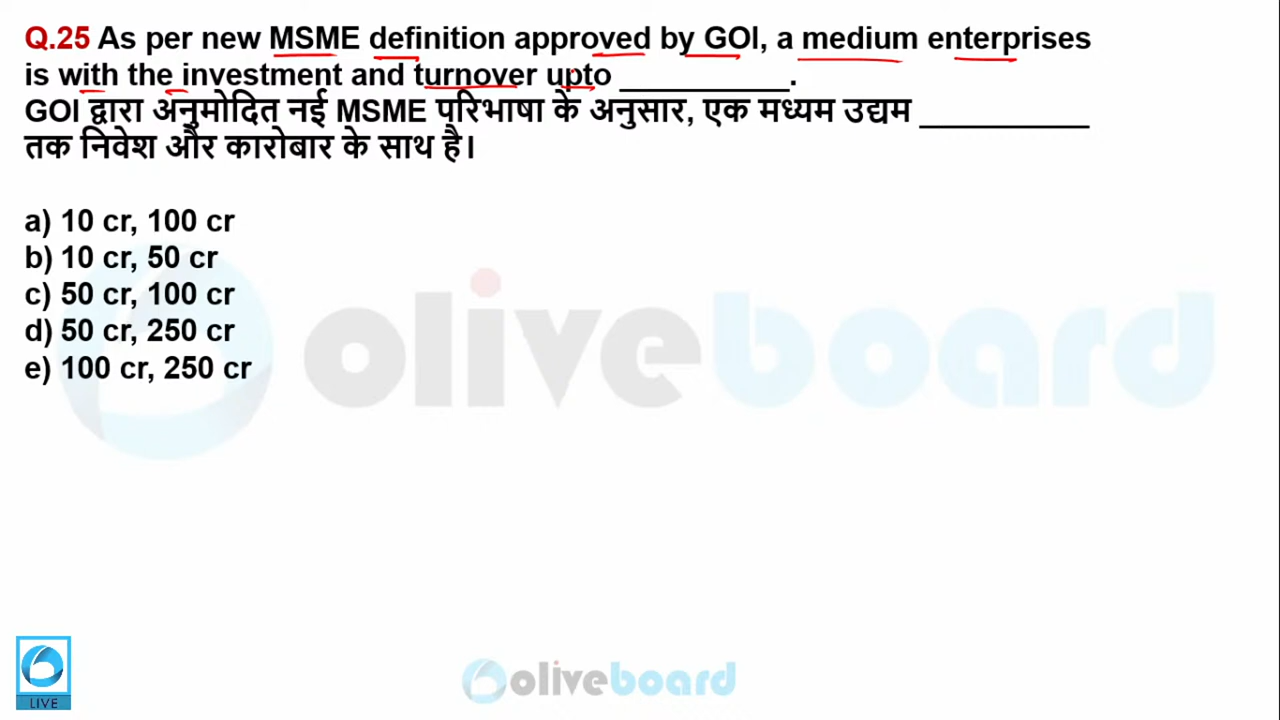 Q.25 As per new MSME definition approved by GOI, a medium enterprises
is with the investment and turnover upto __________.
GOI द्वारा अनुमोदित नई MSME परिभाषा के अनुसार, एक मध्यम उद्यम __________
तक निवेश और कारोबार के साथ है।
a) 10 cr, 100 cr
b) 10 cr, 50 cr
c) 50 cr, 100 cr
d) 50 cr, 250 cr
e) 100 cr, 250 cr
oliveboard
LIVE
oliveboard